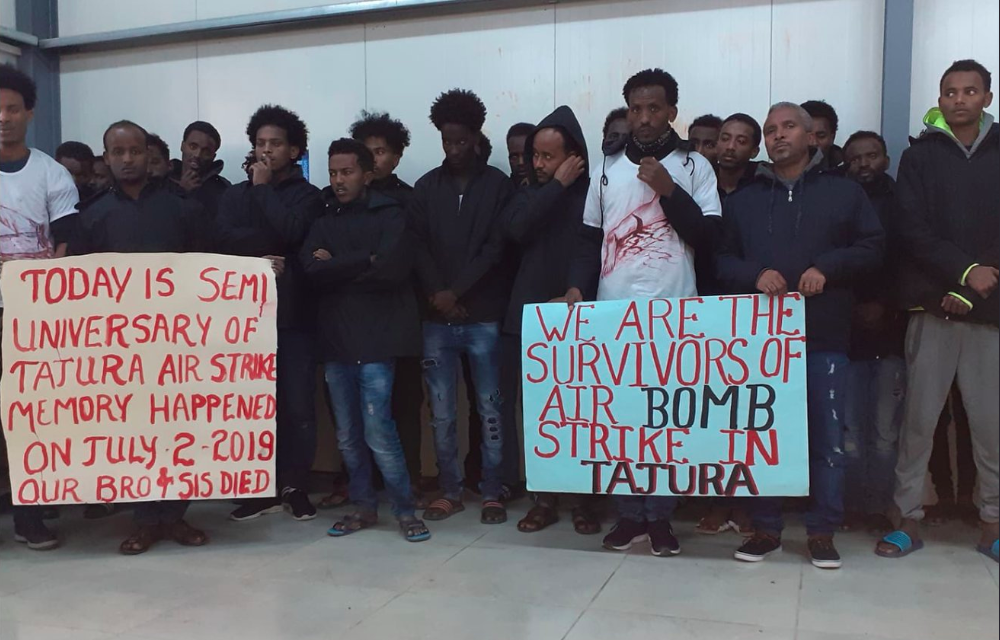 TODAY IS SEMI
UNIVERSARY OF
TAJURA AIR STRIKE
MEMORY HAPPENED
ON JULY-2-2019
OUR BRO & SIS DIED
WE ARE THE
SURVIVORS OF
AIR BOMB
STRIKE IN
TAJURA